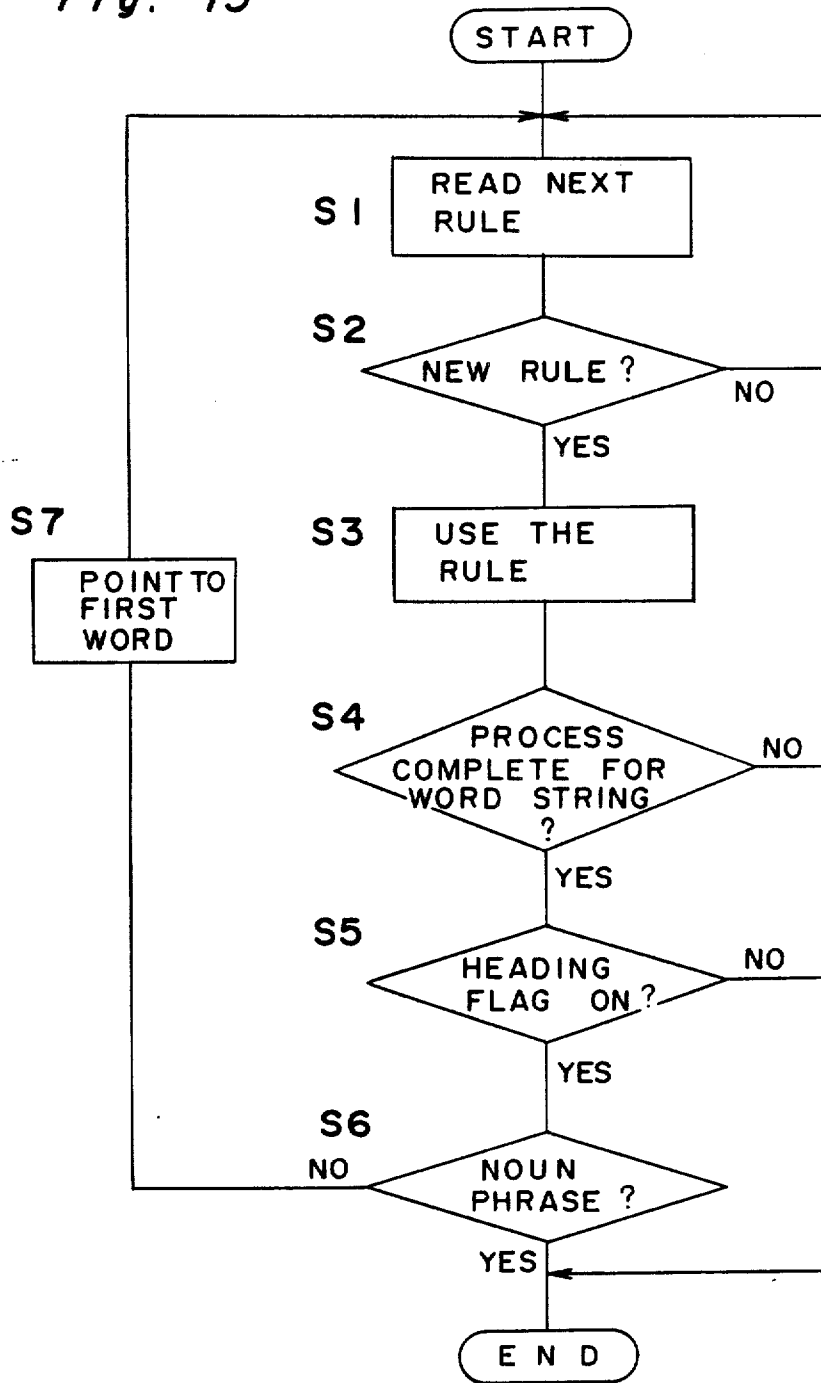 Fig. 15
START
S1
READ NEXT
RULE
S2
NEW RULE?
NO
YES
S7
POINT TO
FIRST
WORD
S3
USE THE
RULE
S4
PROCESS
COMPLETE FOR
WORD STRING
?
NO
YES
S5
HEADING
FLAG ON?
NO
YES
S6
NO
NOUN
PHRASE?
YES
END